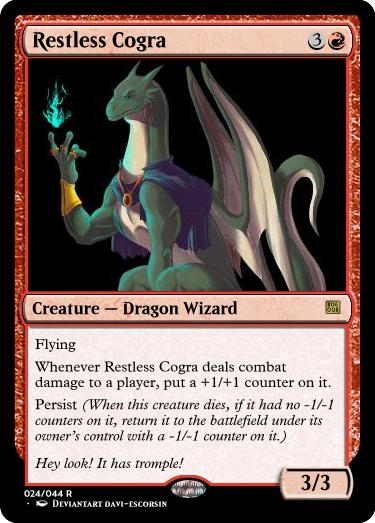 Restless Cogra 3
Creature — Dragon Wizard
Flying
Whenever Restless Cogra deals combat
damage to a player, put a +1/+1 counter on it.
Persist (When this creature dies, if it had no -1/-1
counters on it, return it to the battlefield under its
owner's control with a -1/-1 counter on it.)
Hey look! It has tromple!
3/3
024/044 R
· Deviantart davi-escorsin